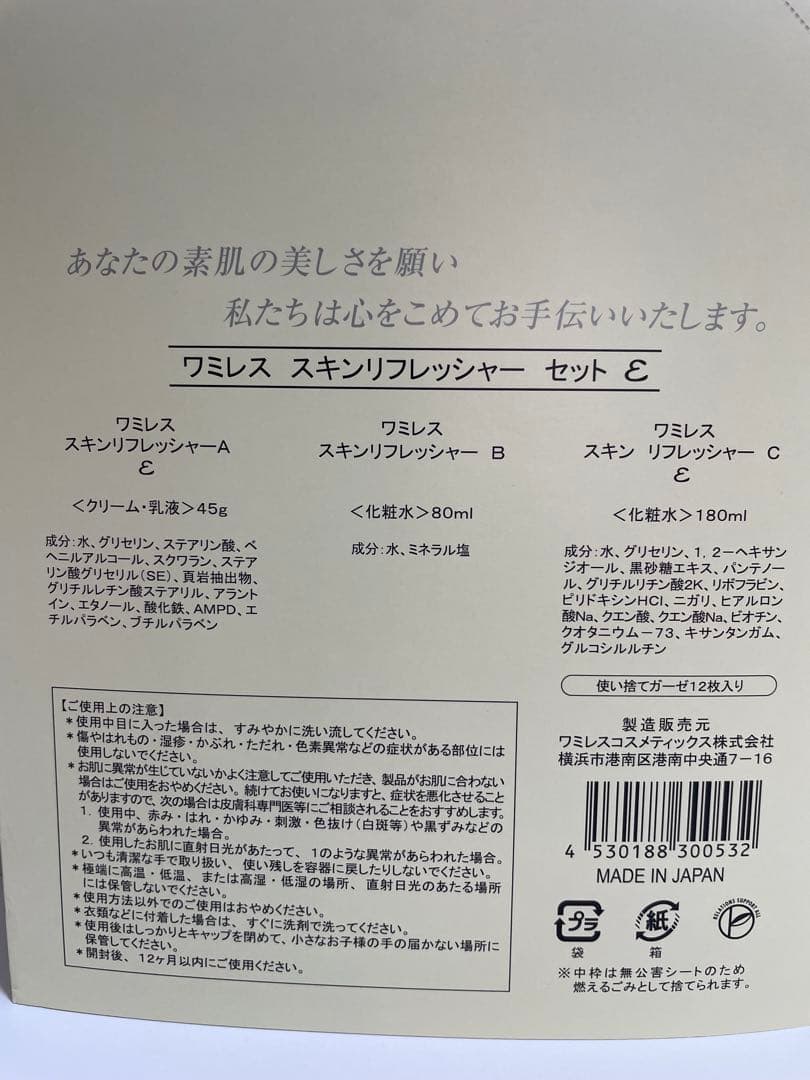 あなたの素肌の美しさを願い
私たちは心をこめてお手伝いいたします。
ワミレス スキンリフレッシャー セット ε
ワミレス
スキンリフレッシャーA
ε
＜クリーム・乳液＞45g
成分：水、グリセリン、ステアリン酸、ベ
ヘニルアルコール、スクワラン、ステア
リン酸グリセリル（SE）、頁岩抽出物、
グリチルレチン酸ステアリル、アラント
イン、エタノール、酸化鉄、AMPD、エ
チルパラベン、ブチルパラベン
ワミレス
スキンリフレッシャー B
＜化粧水＞80ml
成分：水、ミネラル塩
ワミレス
スキン リフレッシャー C
ε
＜化粧水＞180ml
成分：水、グリセリン、1，2－ヘキサン
ジオール、黒砂糖エキス、パンテノー
ル、グリチルリチン酸2K、リボフラビン、
ピリドキシンHCl、ニガリ、ヒアルロン
酸Na、クエン酸、クエン酸Na、ビオチン、
クオタニウム－73、キサンタンガム、
グルコシルルチン
使い捨てガーゼ12枚入り
【ご使用上の注意】
＊使用中目に入った場合は、すみやかに洗い流してください。
＊傷やはれもの・湿疹・かぶれ・ただれ・色素異常などの症状がある部位には
使用しないでください。
＊お肌に異常が生じていないかよく注意してご使用いただき、製品がお肌に合わない
場合はご使用をおやめください。続けてお使いになりますと、症状を悪化させること
がありますので、次の場合は皮膚科専門医等にご相談されることをおすすめします。
1．使用中、赤み・はれ・かゆみ・刺激・色抜け（白斑等）や黒ずみなどの
異常があらわれた場合。
2．使用したお肌に直射日光があたって、1のような異常があらわれた場合。
＊いつも清潔な手で取り扱い、使い残しを容器に戻したりしないでください。
＊極端に高温・低温、または高湿・低湿の場所、直射日光のあたる場所
には保管しないでください。
＊使用方法以外でのご使用はおやめください。
＊衣類などに付着した場合は、すぐに洗剤で洗ってください。
＊使用後はしっかりとキャップを閉めて、小さなお子様の手の届かない場所に
保管してください。
＊開封後、12ヶ月以内にご使用ください。
製造販売元
ワミレスコスメティックス株式会社
横浜市港南区港南中央通7－16
4 530188 300532
MADE IN JAPAN
プラ
袋
紙
箱
RELATIONS SUPPORT ALL
※中枠は無公害シートのため
燃えるごみとして捨てられます。